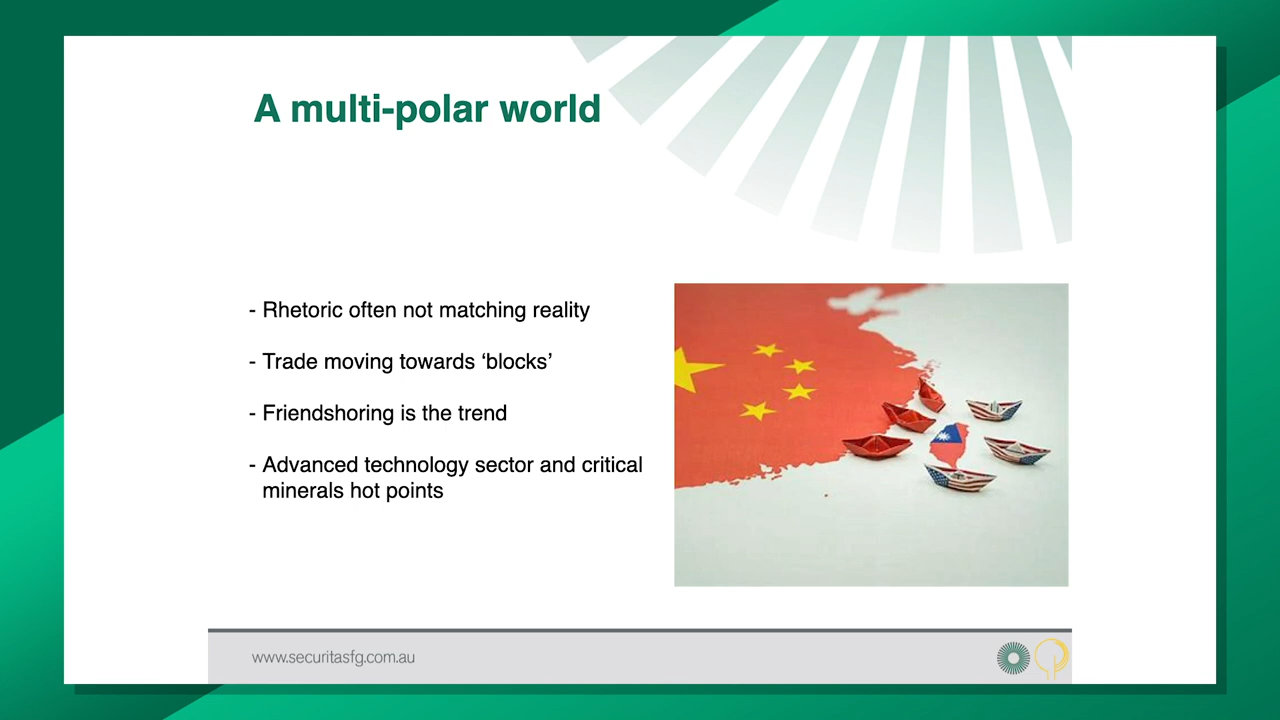 A multi-polar world
- Rhetoric often not matching reality
- Trade moving towards ‘blocks’
- Friendshoring is the trend
- Advanced technology sector and critical
minerals hot points
www.securitasfg.com.au